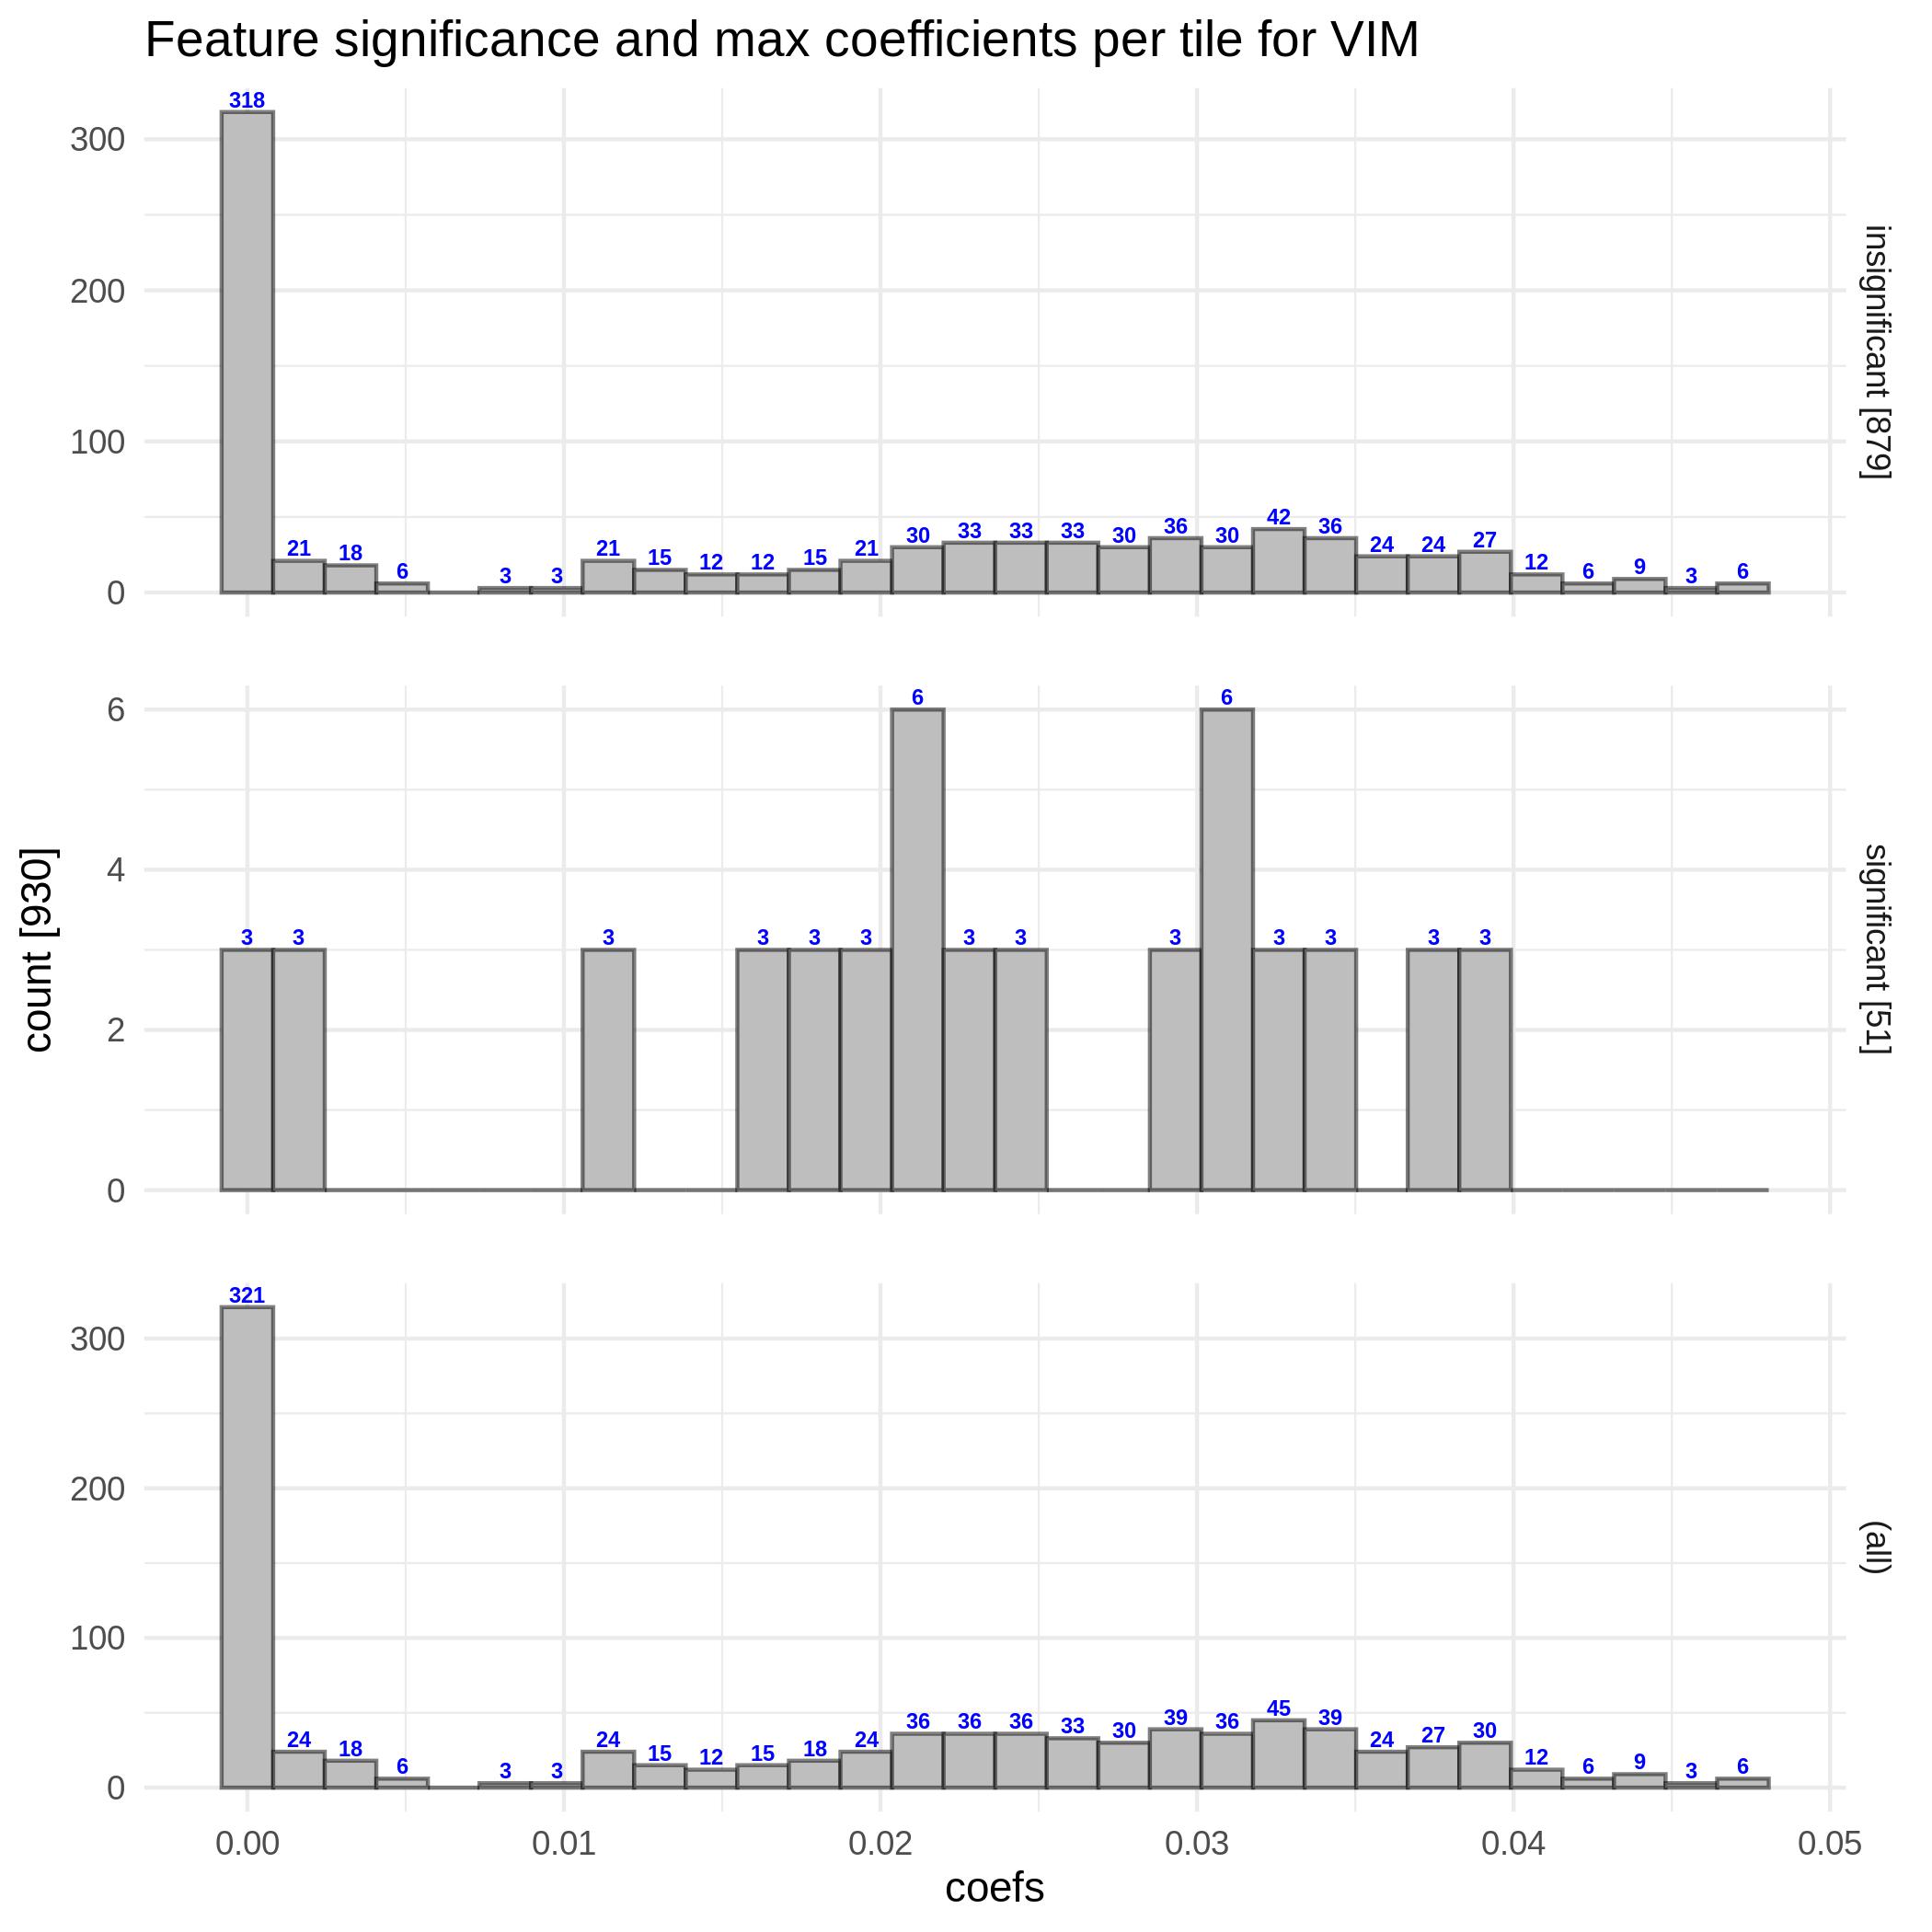 Feature significance and max coefficients per tile for VIM
318
300
200
100
0
21 18 6 3 3 21 15 12 12 15 21 30 33 33 33 30 36 30 42 36 24 24 27 12 6 9 3 6
insignificant [879]
6
4
2
0
3 3 3 3 3 3 6 3 3 3 6 3 3 3 3
significant [51]
count [930]
321
300
200
100
0
24 18 6 3 3 24 15 12 15 18 24 36 36 36 33 30 39 36 45 39 24 27 30 12 6 9 3 6
(all)
0.00 0.01 0.02 0.03 0.04 0.05
coefs